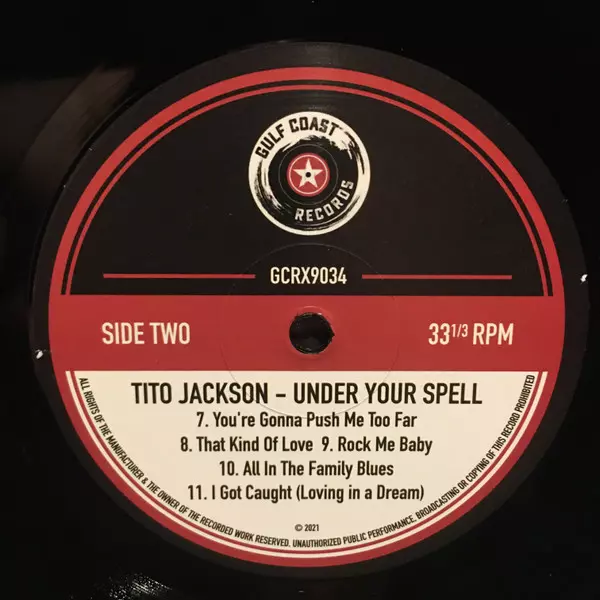 GULF COAST
RECORDS
GCRX9034
SIDE TWO
33 1/3 RPM
TITO JACKSON – UNDER YOUR SPELL
7. You're Gonna Push Me Too Far
8. That Kind Of Love 9. Rock Me Baby
10. All In The Family Blues
11. I Got Caught (Loving in a Dream)
© 2021
ALL RIGHTS OF THE MANUFACTURER & THE OWNER OF THE RECORDED WORK RESERVED. UNAUTHORIZED PUBLIC PERFORMANCE, BROADCASTING OR COPYING OF THIS RECORD PROHIBITED